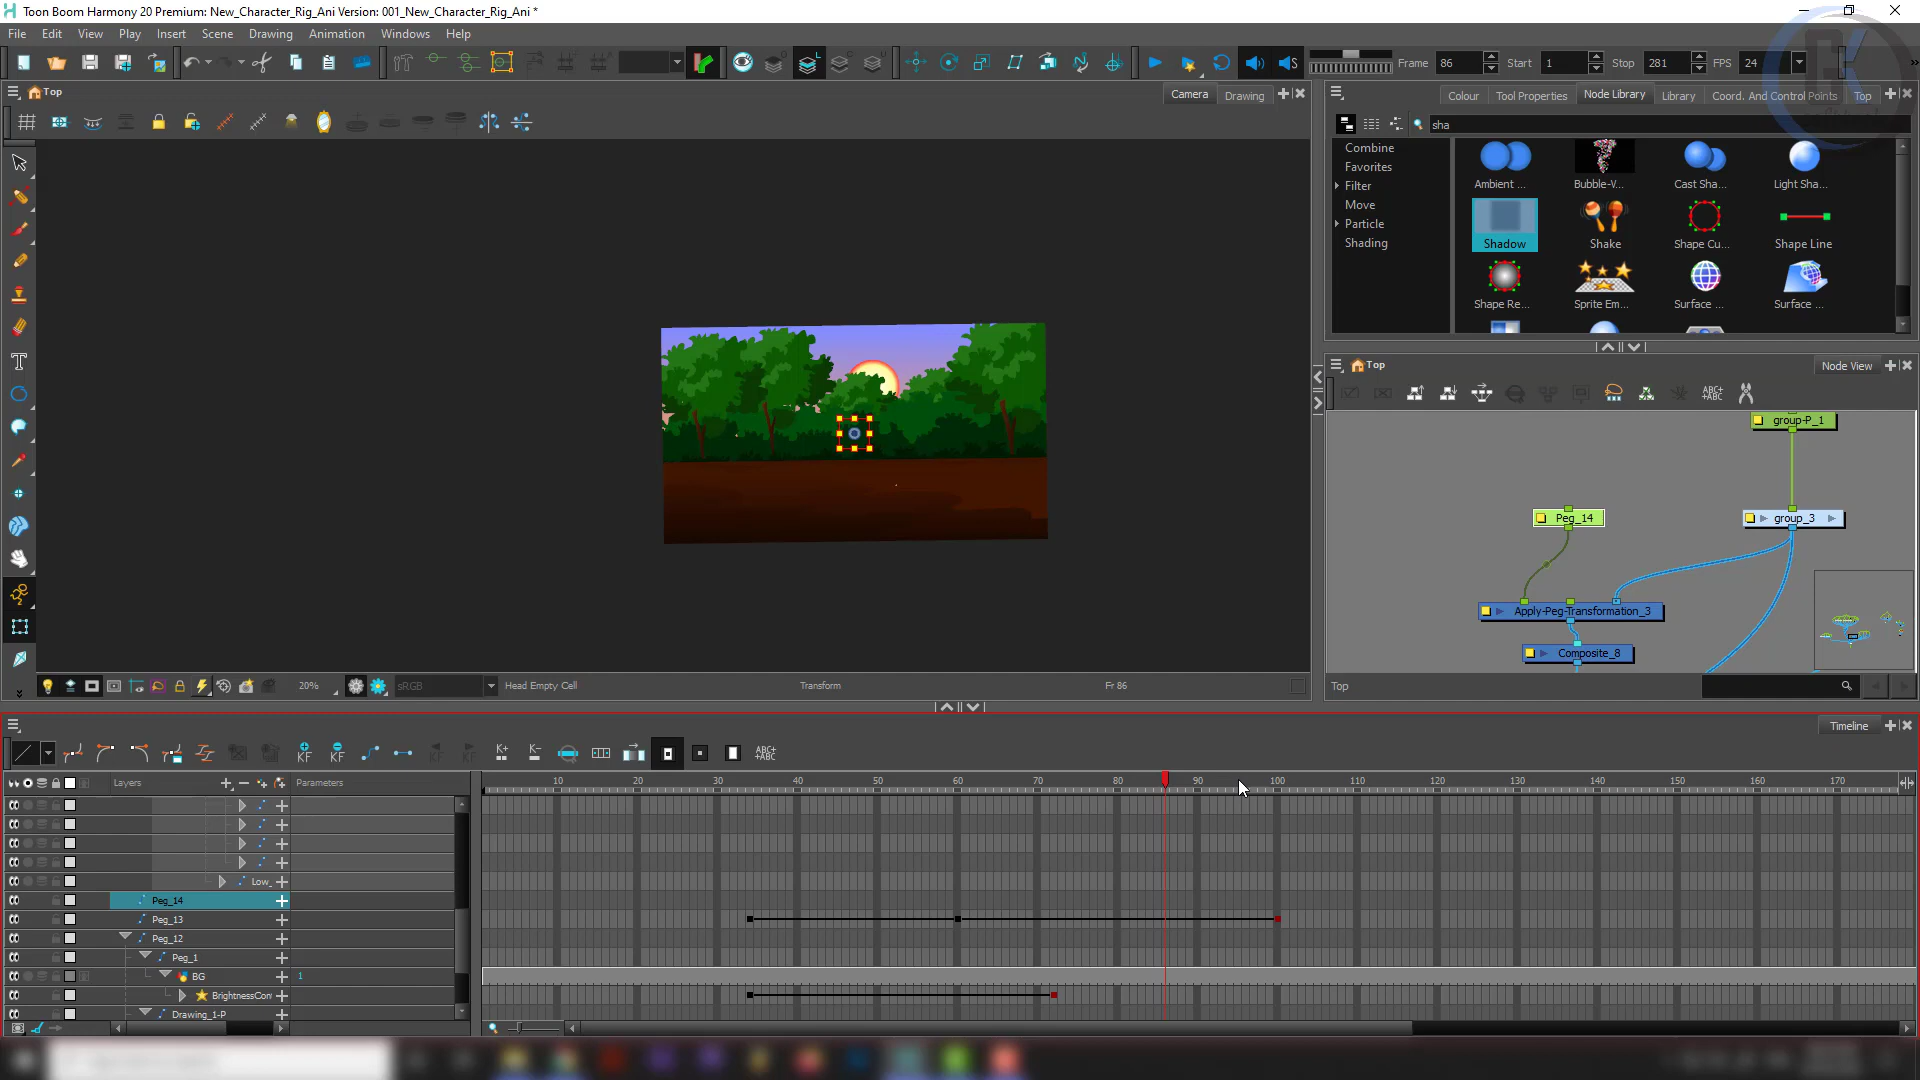 Toon Boom Harmony 20 Premium: New_Character_Rig_Ani Version: 001_New_Character_Rig_Ani *
File Edit View Play Insert Scene Drawing Animation Windows Help
Frame 86 Start 1 Stop 281 FPS 24
Top
Camera Drawing
Colour Tool Properties Node Library Library Coord. And Control Points Top
sha
Combine
Favorites
Filter
Move
Particle
Shading
Ambient ... Bubble-V... Cast Sha... Light Sha...
Shadow Shake Shape Cu... Shape Line
Shape Re... Sprite Em... Surface ... Surface ...
Top
Node View
ABC+
+ABC
group-P_1
Peg_14
group_3
Apply-Peg-Transformation_3
Composite_8
Top
20% sRGB Head Empty Cell Transform Fr 86
Timeline
KF KF K+ K- ABC+
+ABC
Layers Parameters
10 20 30 40 50 60 70 80 90 100 110 120 130 140 150 160 170
Low_
Peg_14
Peg_13
Peg_12
Peg_1
BG 1
BrightnessCon
Drawing_1-P